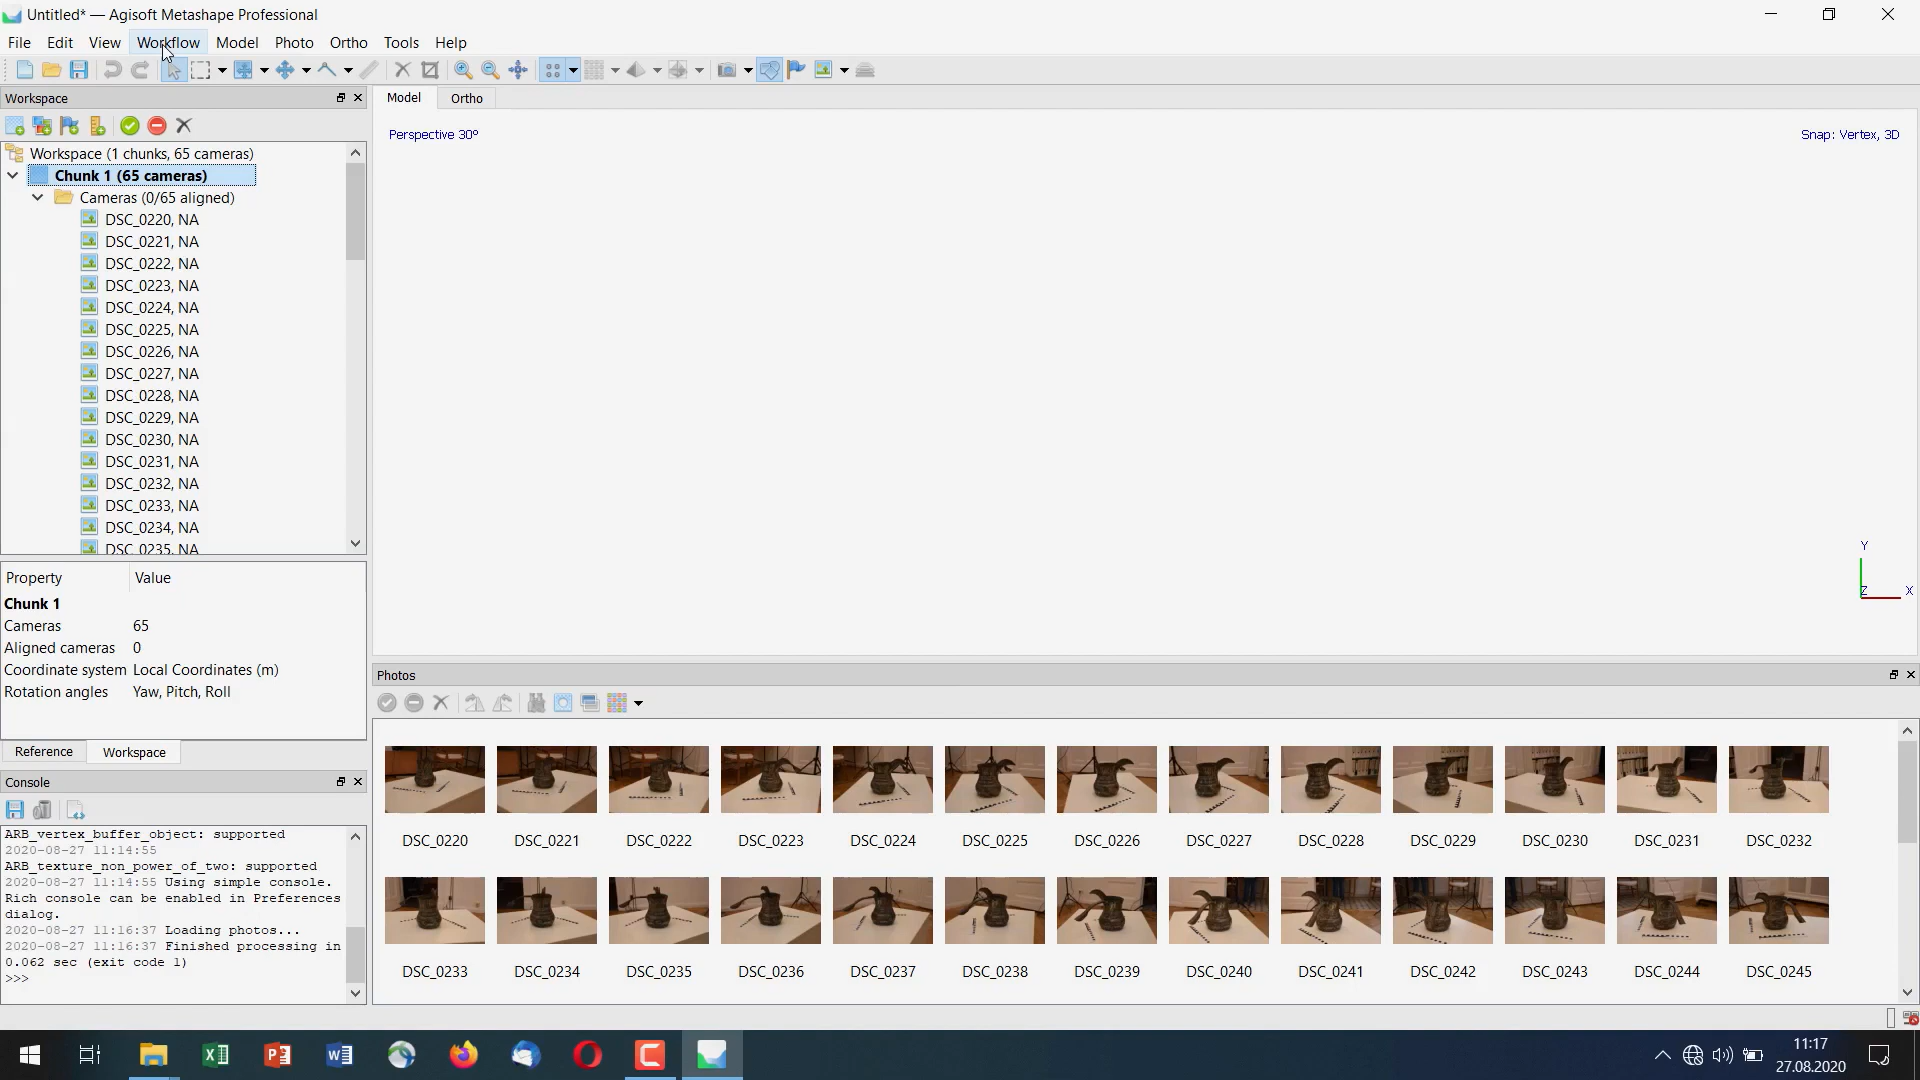 Untitled* — Agisoft Metashape Professional
File Edit View Workflow Model Photo Ortho Tools Help
Workspace
Model Ortho
Perspective 30°
Snap: Vertex, 3D
Workspace (1 chunks, 65 cameras)
Chunk 1 (65 cameras)
Cameras (0/65 aligned)
DSC_0220, NA
DSC_0221, NA
DSC_0222, NA
DSC_0223, NA
DSC_0224, NA
DSC_0225, NA
DSC_0226, NA
DSC_0227, NA
DSC_0228, NA
DSC_0229, NA
DSC_0230, NA
DSC_0231, NA
DSC_0232, NA
DSC_0233, NA
DSC_0234, NA
DSC_0235, NA
Y
Z X
Property Value
Chunk 1
Cameras 65
Aligned cameras 0
Coordinate system Local Coordinates (m)
Rotation angles Yaw, Pitch, Roll
Reference Workspace
Console
ARB_vertex_buffer_object: supported
2020-08-27 11:14:55
ARB_texture_non_power_of_two: supported
2020-08-27 11:14:55 Using simple console.
Rich console can be enabled in Preferences
dialog.
2020-08-27 11:16:37 Loading photos...
2020-08-27 11:16:37 Finished processing in
0.062 sec (exit code 1)
>>>
Photos
DSC_0220 DSC_0221 DSC_0222 DSC_0223 DSC_0224 DSC_0225 DSC_0226 DSC_0227 DSC_0228 DSC_0229 DSC_0230 DSC_0231 DSC_0232
DSC_0233 DSC_0234 DSC_0235 DSC_0236 DSC_0237 DSC_0238 DSC_0239 DSC_0240 DSC_0241 DSC_0242 DSC_0243 DSC_0244 DSC_0245
11:17
27.08.2020